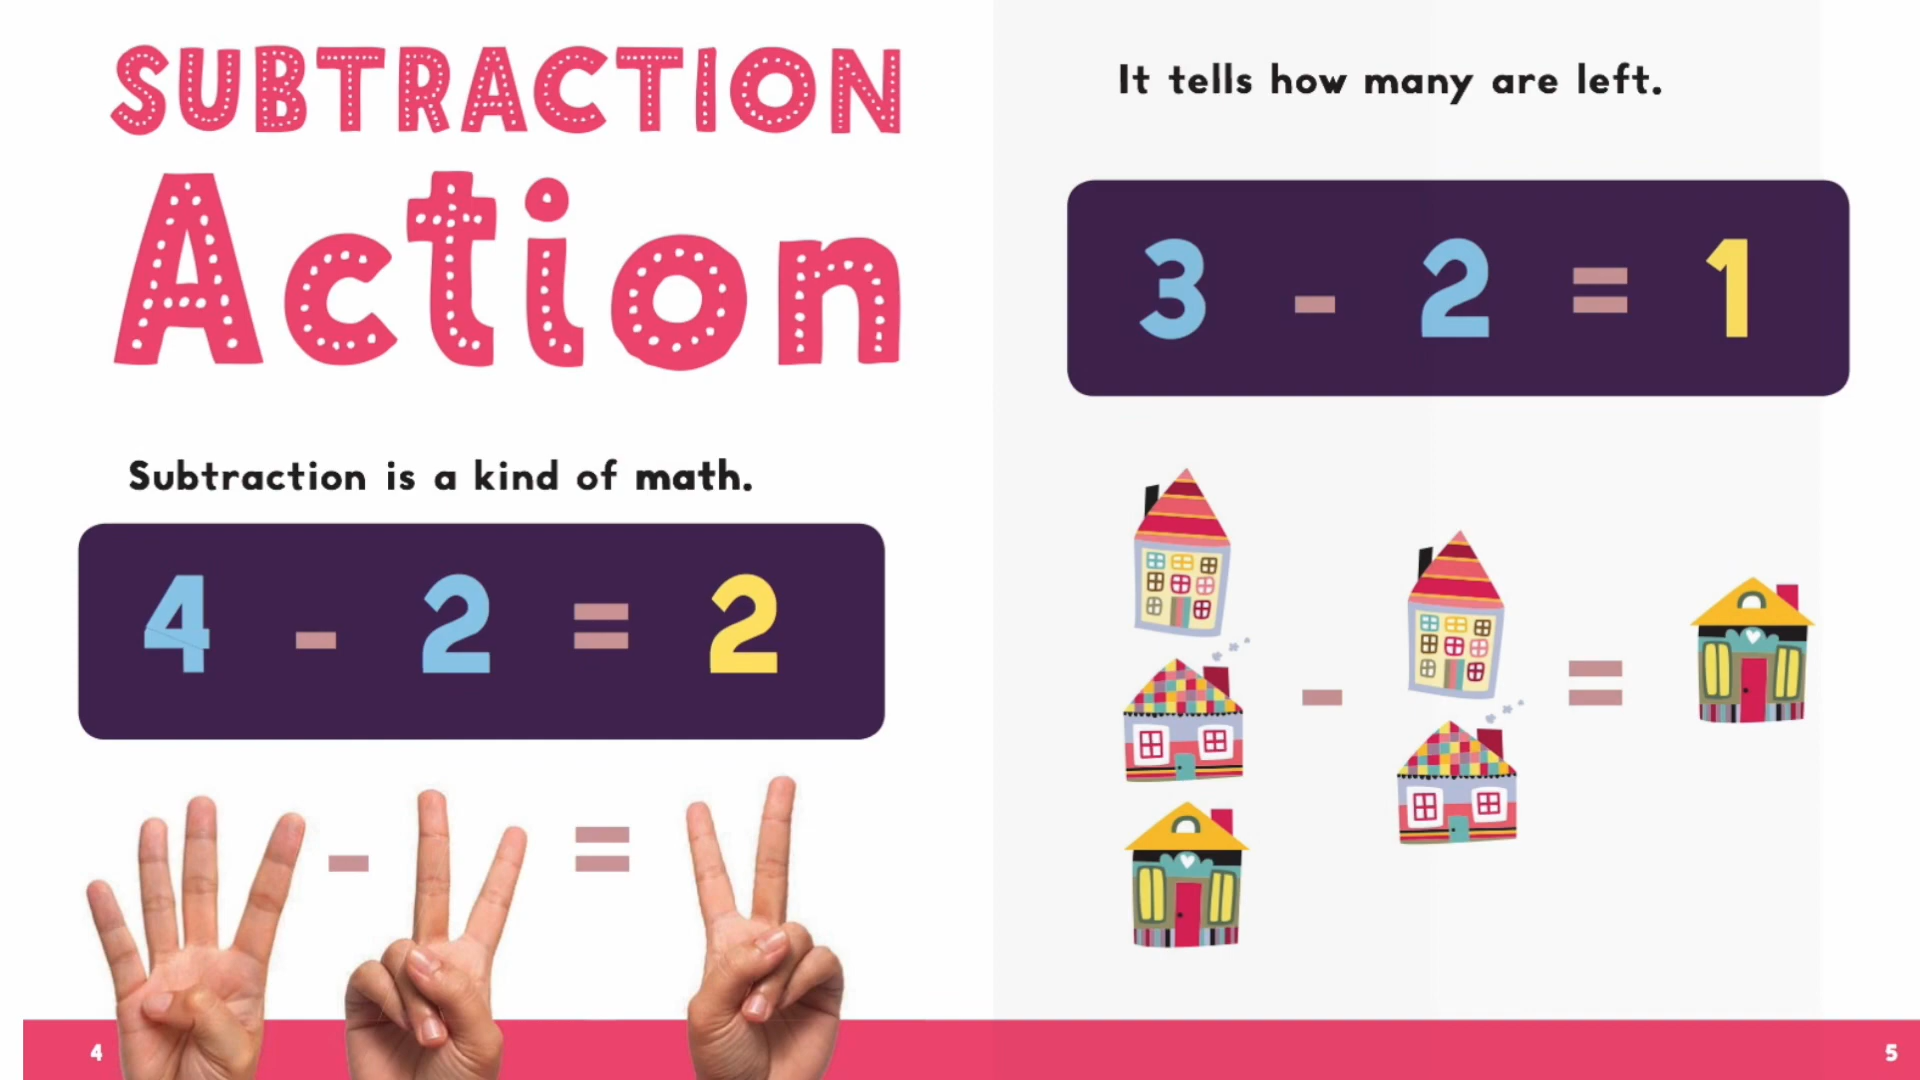 SUBTRACTION
Action
Subtraction is a kind of math.
4 - 2 = 2
- =
4
It tells how many are left.
3 - 2 = 1
- =
5